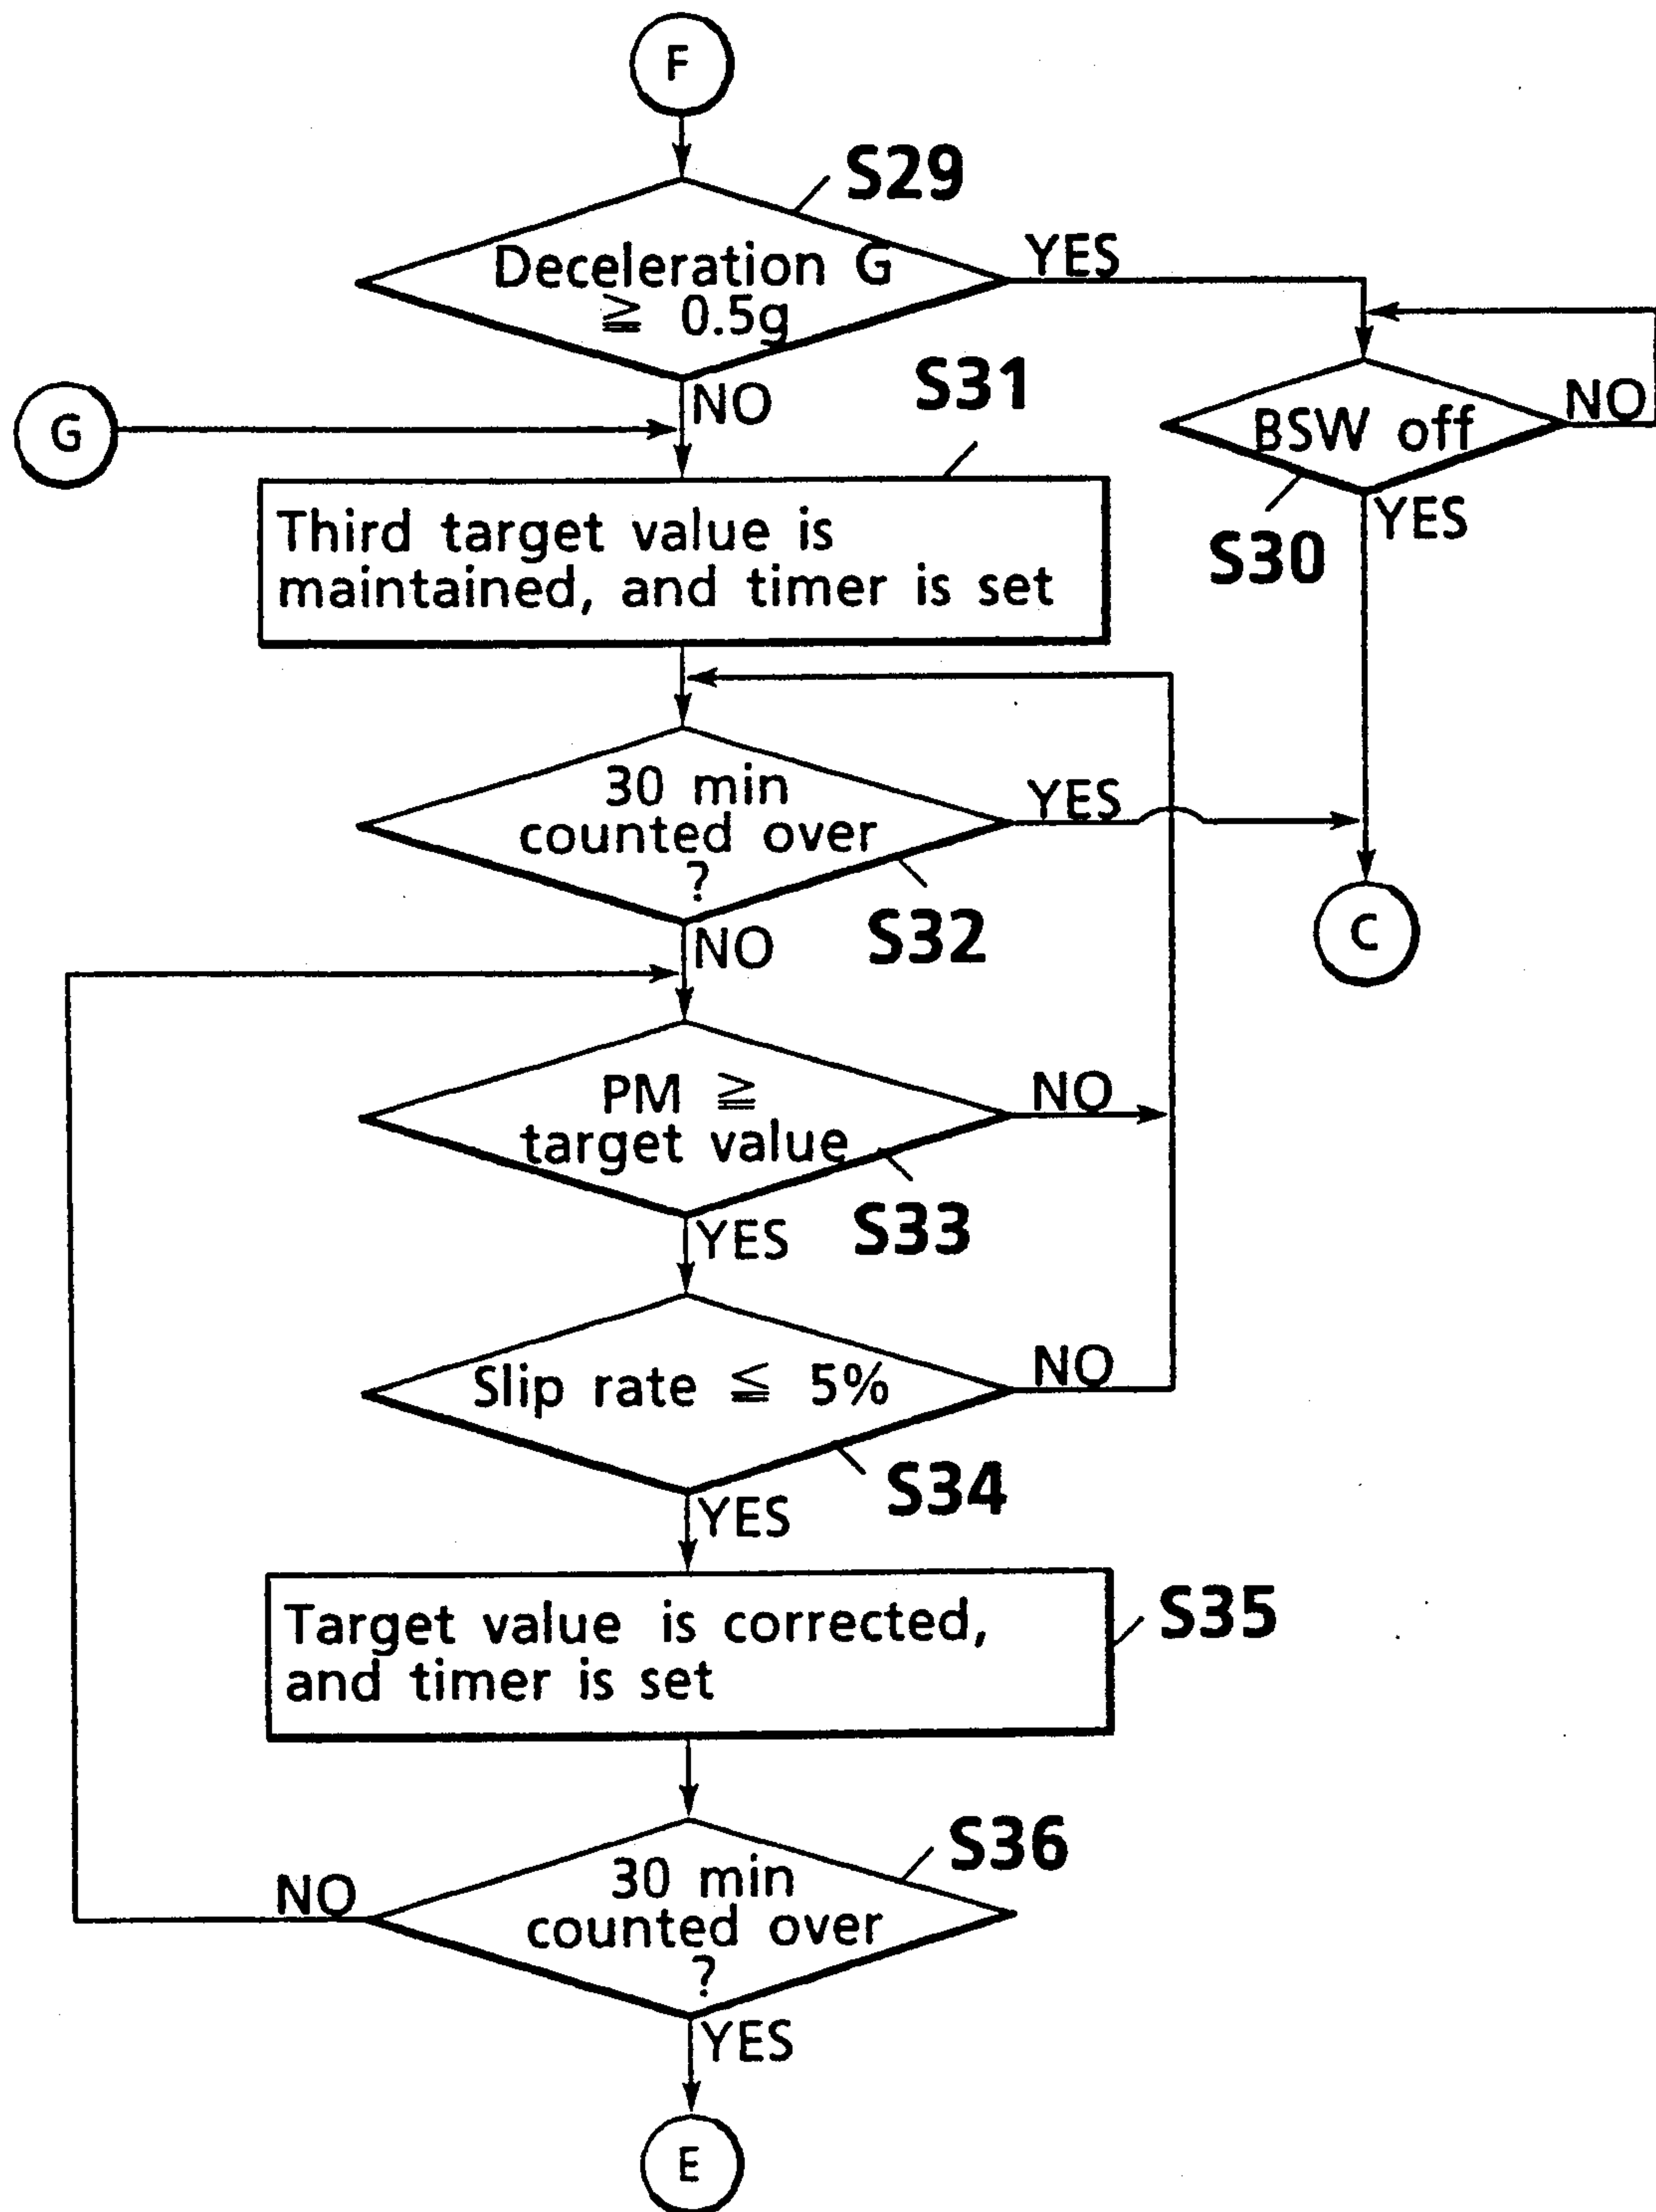 F
S29
Deceleration G
≧ 0.5g
YES
NO
S31
G
BSW off
NO
YES
S30
Third target value is
maintained, and timer is set
30 min
counted over
?
YES
S32
NO
C
PM ≧
target value
NO
S33
YES
Slip rate ≦ 5%
NO
S34
YES
Target value is corrected,
and timer is set
S35
S36
30 min
counted over
?
NO
YES
E